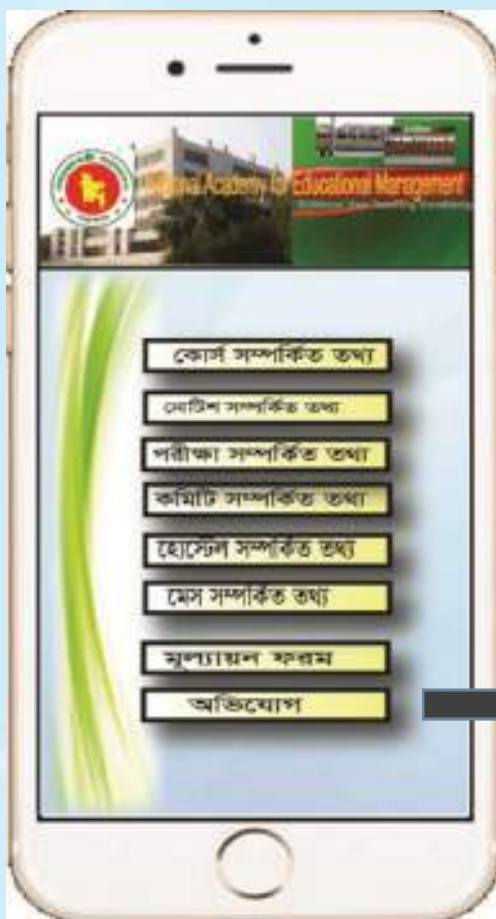 National Academy for Educational Management
কোর্স সম্পর্কিত তথ্য
নোটিশ সম্পর্কিত তথ্য
পরীক্ষা সম্পর্কিত তথ্য
কমিটি সম্পর্কিত তথ্য
হোস্টেল সম্পর্কিত তথ্য
মেস সম্পর্কিত তথ্য
মূল্যায়ন ফরম
অভিযোগ